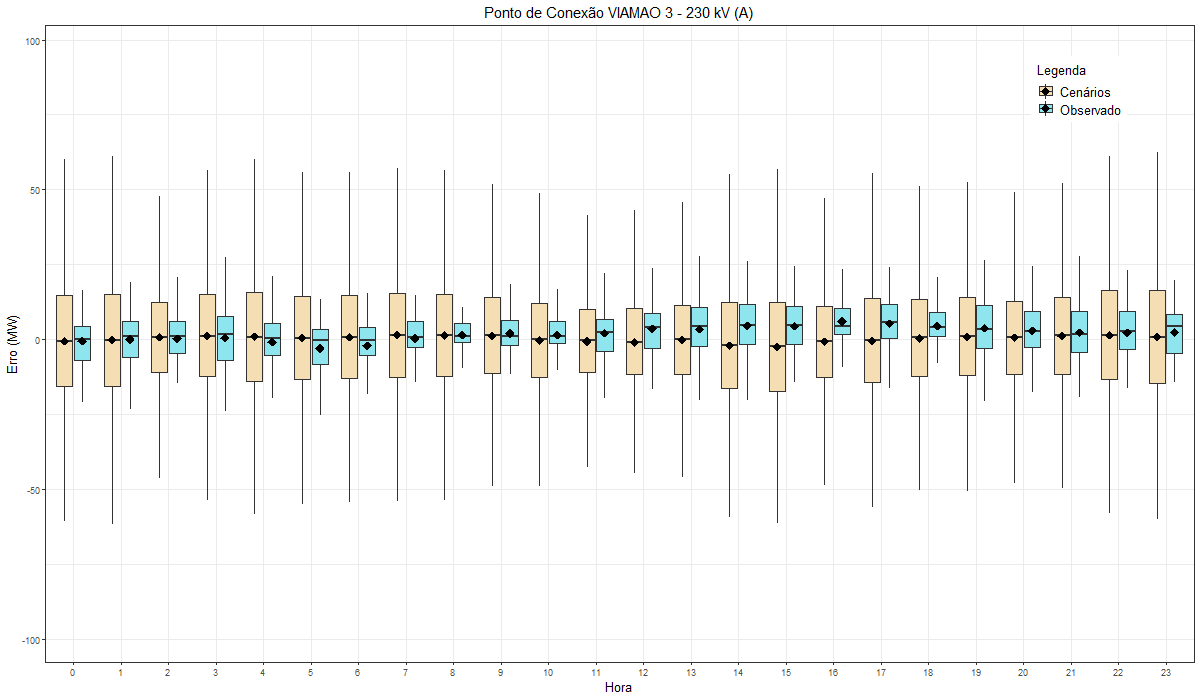 Ponto de Conexão VIAMAO 3 - 230 kV (A)
100
50
0
-50
-100
Erro (MW)
Legenda
Cenários
Observado
0 1 2 3 4 5 6 7 8 9 10 11 12 13 14 15 16 17 18 19 20 21 22 23
Hora